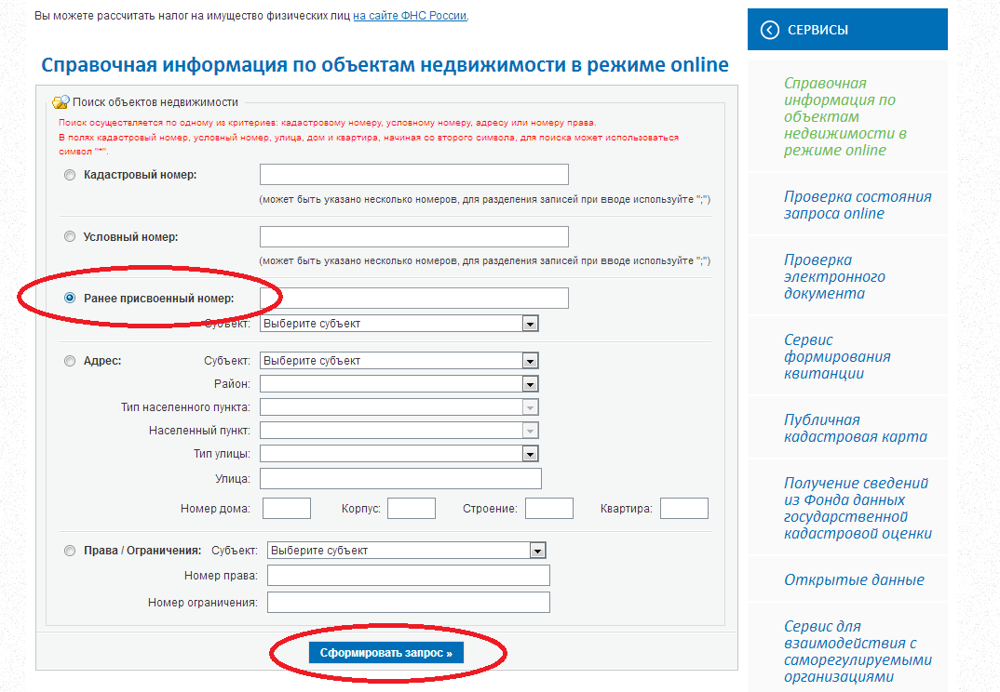 Вы можете рассчитать налог на имущество физических лиц на сайте ФНС России.
Справочная информация по объектам недвижимости в режиме online
Поиск объектов недвижимости
Поиск осуществляется по одному из критериев: кадастровому номеру, условному номеру, адресу или номеру права.
В полях кадастровый номер, условный номер, улица, дом и квартира, начиная со второго символа, для поиска может использоваться
символ "*".
Кадастровый номер:
(может быть указано несколько номеров, для разделения записей при вводе используйте ";")
Условный номер:
(может быть указано несколько номеров, для разделения записей при вводе используйте ";")
Ранее присвоенный номер:
Субъект: Выберите субъект
Адрес: Субъект: Выберите субъект
Район:
Тип населенного пункта:
Населенный пункт:
Тип улицы:
Улица:
Номер дома: Корпус: Строение: Квартира:
Права / Ограничения: Субъект: Выберите субъект
Номер права:
Номер ограничения:
Сформировать запрос »
СЕРВИСЫ
Справочная
информация по
объектам
недвижимости в
режиме online
Проверка состояния
запроса online
Проверка
электронного
документа
Сервис
формирования
квитанции
Публичная
кадастровая карта
Получение сведений
из Фонда данных
государственной
кадастровой оценки
Открытые данные
Сервис для
взаимодействия с
саморегулируемыми
организациями